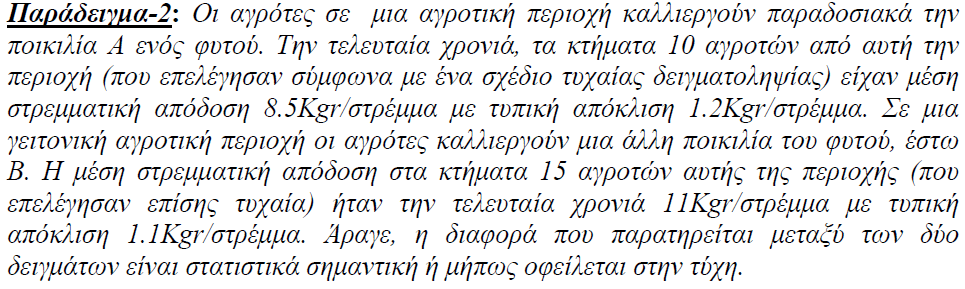 Παράδειγμα-2: Οι αγρότες σε μια αγροτική περιοχή καλλιεργούν παραδοσιακά την
ποικιλία Α ενός φυτού. Την τελευταία χρονιά, τα κτήματα 10 αγροτών από αυτή την
περιοχή (που επελέγησαν σύμφωνα με ένα σχέδιο τυχαίας δειγματοληψίας) είχαν μέση
στρεμματική απόδοση 8.5Kgr/στρέμμα με τυπική απόκλιση 1.2Kgr/στρέμμα. Σε μια
γειτονική αγροτική περιοχή οι αγρότες καλλιεργούν μια άλλη ποικιλία του φυτού, έστω
Β. Η μέση στρεμματική απόδοση στα κτήματα 15 αγροτών αυτής της περιοχής (που
επελέγησαν επίσης τυχαία) ήταν την τελευταία χρονιά 11Kgr/στρέμμα με τυπική
απόκλιση 1.1Kgr/στρέμμα. Άραγε, η διαφορά που παρατηρείται μεταξύ των δύο
δειγμάτων είναι στατιστικά σημαντική ή μήπως οφείλεται στην τύχη.